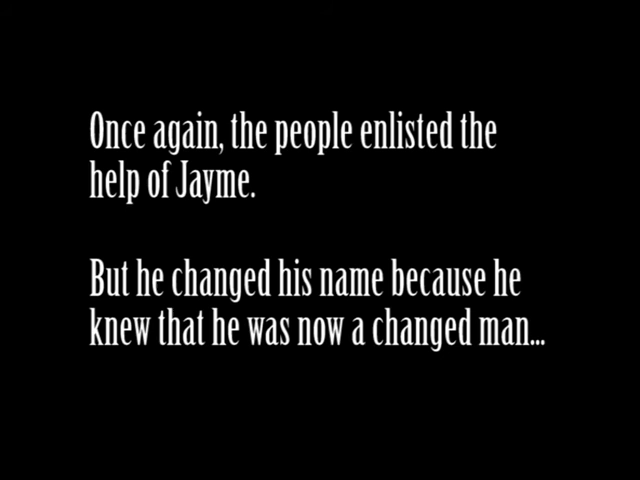 Once again, the people enlisted the
help of Jayme.
But he changed his name because he
knew that he was now a changed man...